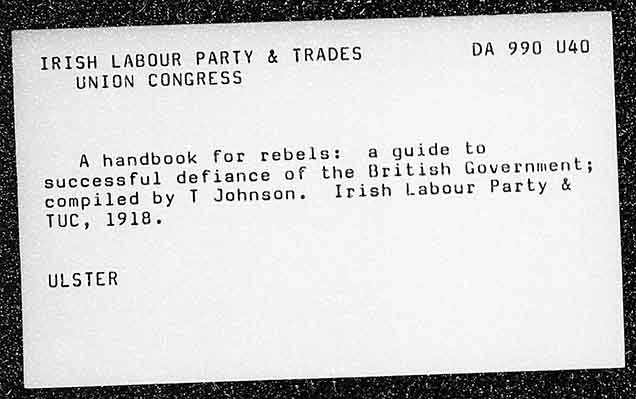 IRISH LABOUR PARTY & TRADES DA 990 U40
UNION CONGRESS
A handbook for rebels: a guide to
successful defiance of the British Government;
compiled by T Johnson. Irish Labour Party &
TUC, 1918.
ULSTER